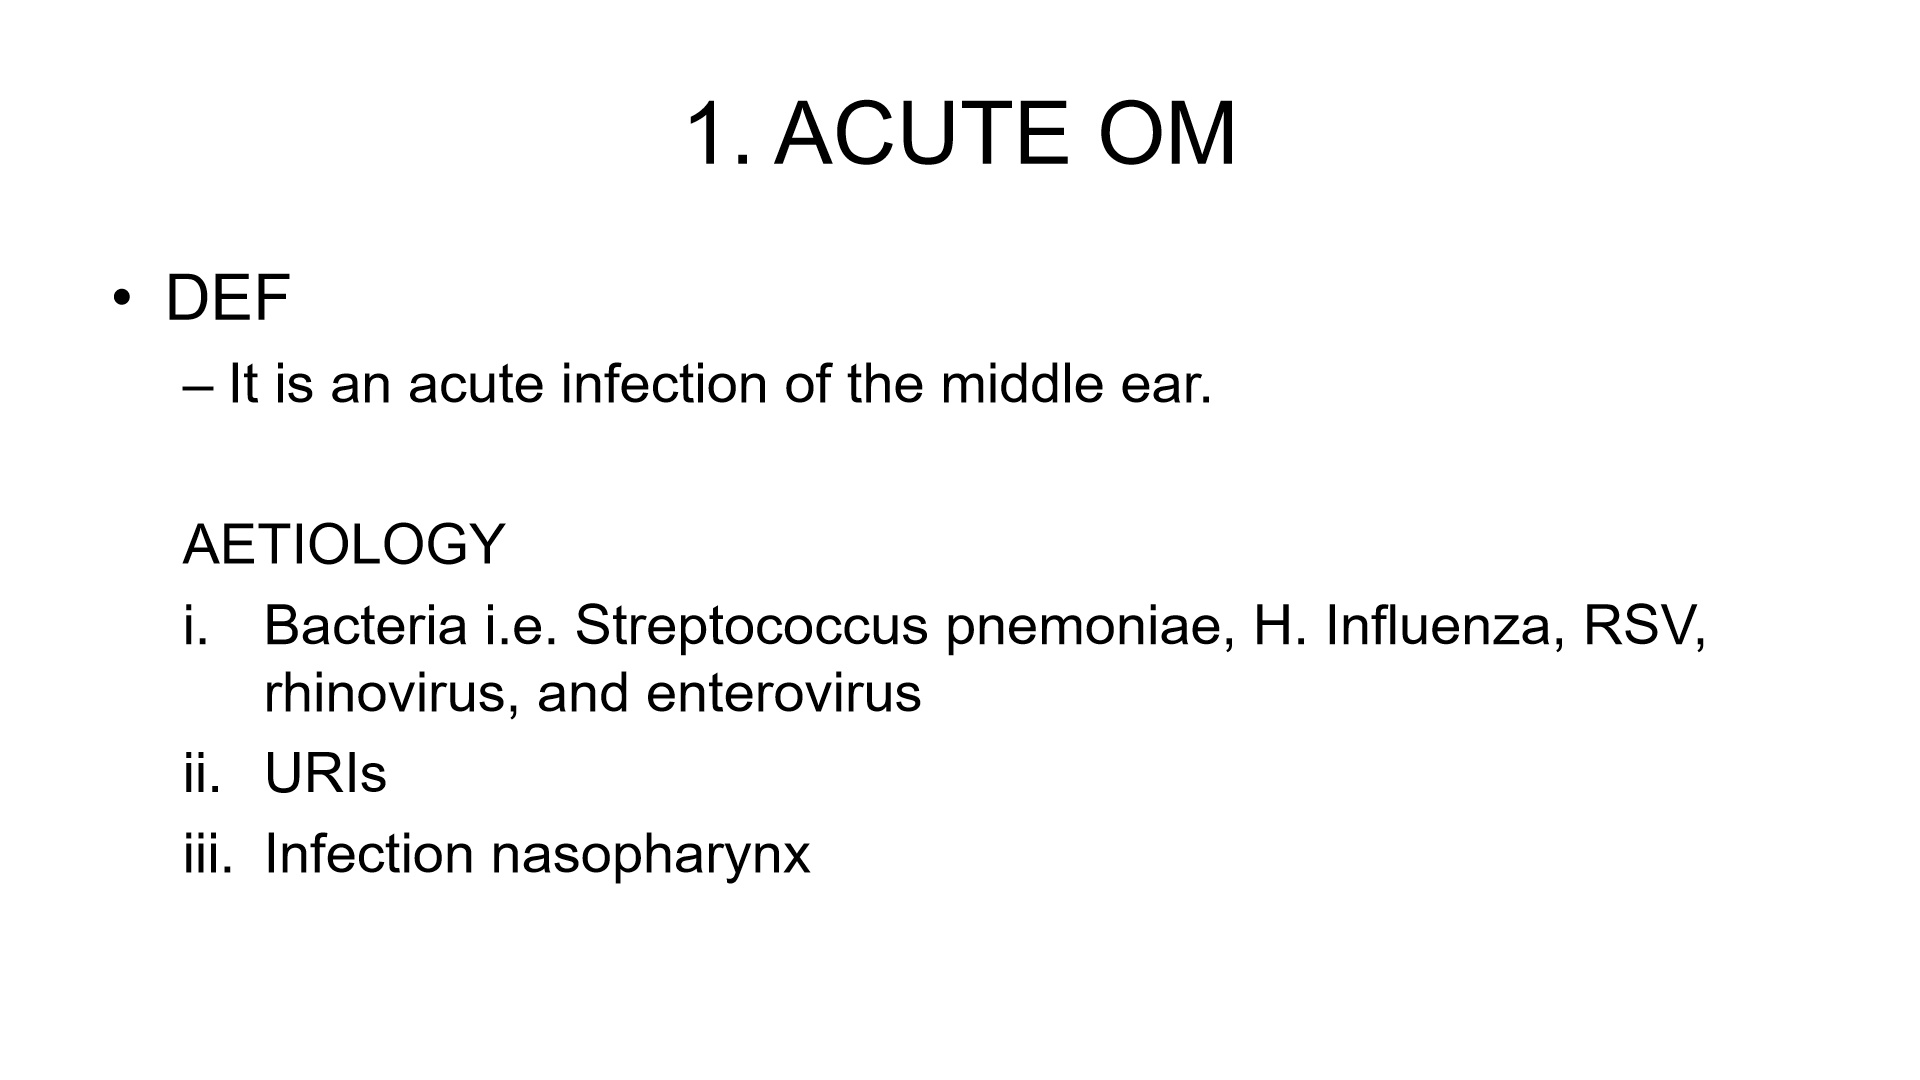 1. ACUTE OM
• DEF
– It is an acute infection of the middle ear.
AETIOLOGY
i. Bacteria i.e. Streptococcus pnemoniae, H. Influenza, RSV,
rhinovirus, and enterovirus
ii. URIs
iii. Infection nasopharynx